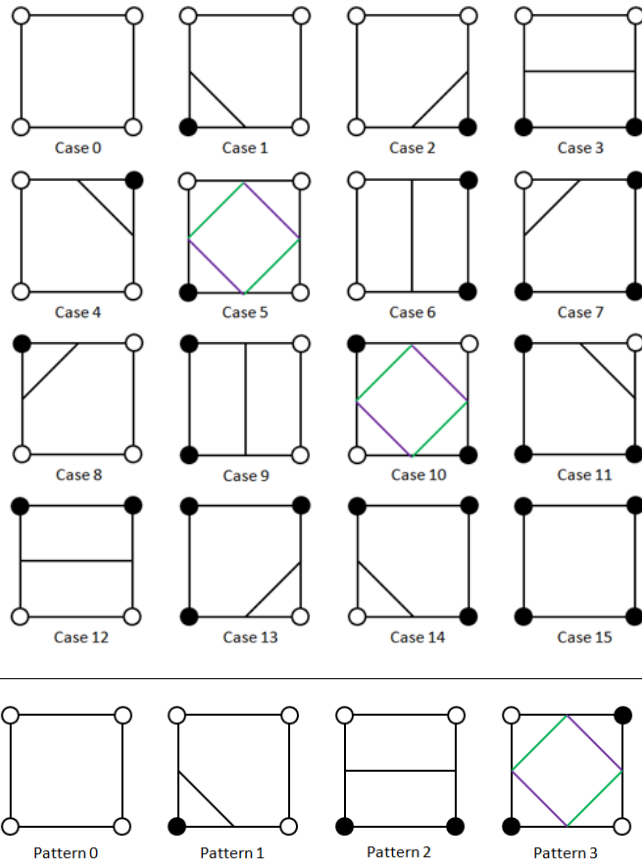 Case 0 Case 1 Case 2 Case 3
Case 4 Case 5 Case 6 Case 7
Case 8 Case 9 Case 10 Case 11
Case 12 Case 13 Case 14 Case 15
Pattern 0 Pattern 1 Pattern 2 Pattern 3